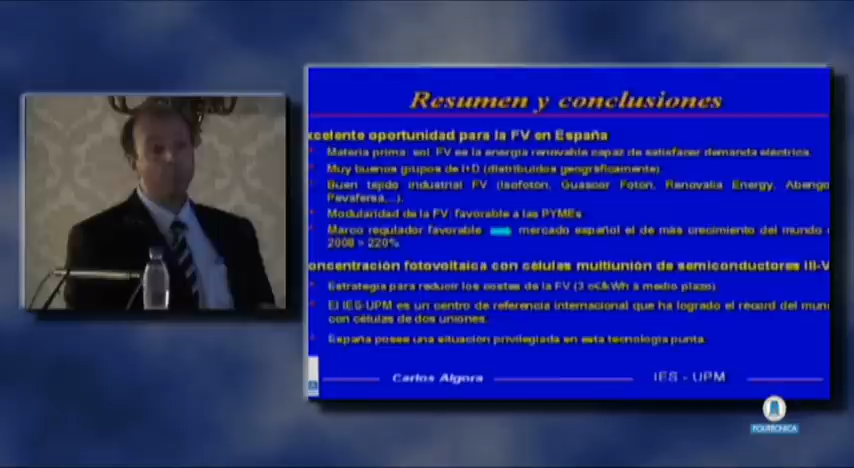 Resumen y conclusiones
xcelente oportunidad para la FV en España
Materia prima sol. FV es la energía renovable capaz de satisfacer demanda eléctrica.
Muy buenos grupos de I+D (distribuidos geográficamente)
Buen tejido industrial FV (Isofoton, Guascor Foton, Renovalia Energy, Abengo
Pevafersa,...).
Modularidad de la FV, favorable a las PYMEs
Marco regulador favorable mercado español el de más crecimiento del mundo
2008 > 220%
oncentración fotovoltaica con células multiunión de semiconductores III-V
Estrategia para reducir los costes de la FV (3 c€/kWh a medio plazo)
El IES-UPM es un centro de referencia internacional que ha logrado el récord del mun
con células de dos uniones.
España posee una situación privilegiada en esta tecnología punta.
Carlos Algora
IES - UPM
POLITÉCNICA